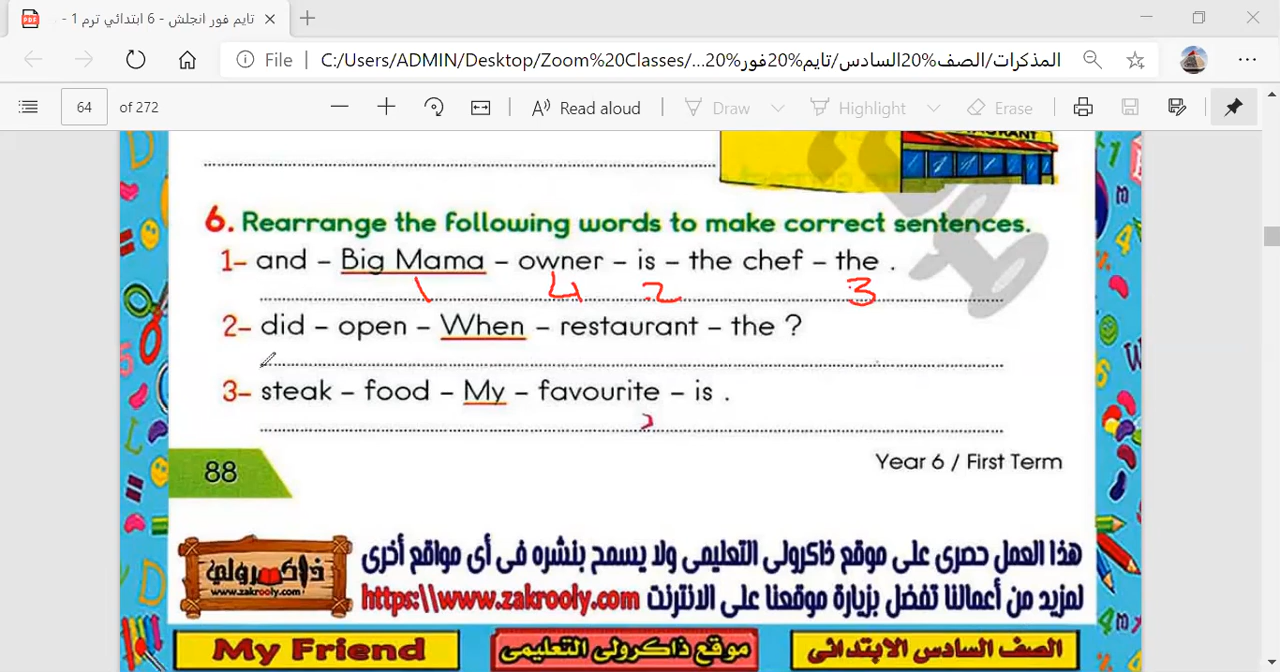 تايم فور انجلش - 6 ابتدائي ترم 1 -
File
C:/Users/ADMIN/Desktop/Zoom%20Classes/المذكرات/الصف%20السادس/تايم%20فور%20...
64 of 272
Read aloud
Draw
Highlight
Erase
6. Rearrange the following words to make correct sentences.
1– and – Big Mama – owner – is – the chef – the .
1 4 2 3
2– did – open – When – restaurant – the ?
3– steak – food – My – favourite – is .
88
Year 6 / First Term
هذا العمل حصرى على موقع ذاكرولى التعليمى ولا يسمح بنشره فى أى مواقع أخرى
لمزيد من أعمالنا تفضل بزيارة موقعنا على الانترنت https:\\www.zakrooly.com
ذاكرولي
www.zakrooly.com
My Friend
موقع ذاكرولى التعليمى
الصف السادس الابتدائى